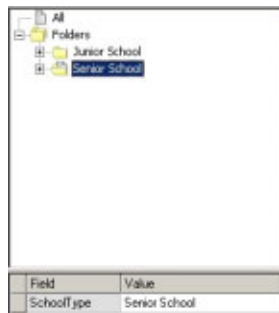 All
Folders
Junior School
Senior School
Field Value
SchoolType Senior School